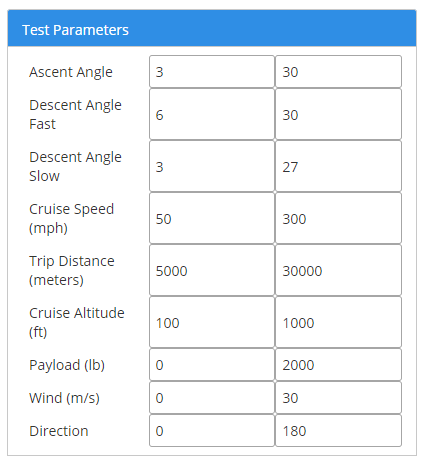 Test Parameters
Ascent Angle 3 30
Descent Angle
Fast 6 30
Descent Angle
Slow 3 27
Cruise Speed
(mph) 50 300
Trip Distance
(meters) 5000 30000
Cruise Altitude
(ft) 100 1000
Payload (lb) 0 2000
Wind (m/s) 0 30
Direction 0 180